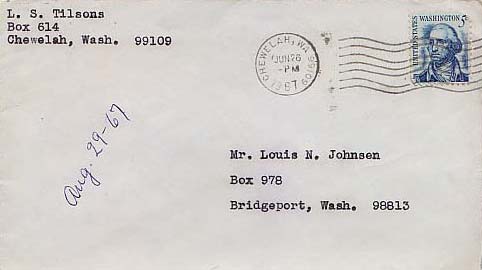 L. S. Tilsons
Box 614
Chewelah, Wash. 99109
CHEWELAH, WA
JUN 26
PM
1967
UNITED STATES
WASHINGTON 5c
Aug. 29-67
Mr. Louis N. Johnsen
Box 978
Bridgeport, Wash. 98813